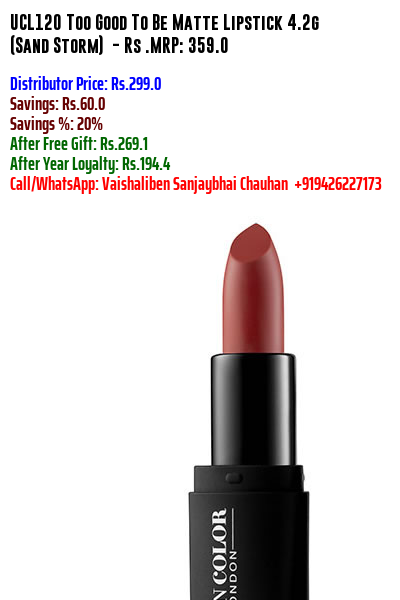 UCL120 Too Good To Be Matte Lipstick 4.2g
(Sand Storm) - Rs .MRP: 359.0
Distributor Price: Rs.299.0
Savings: Rs.60.0
Savings %: 20%
After Free Gift: Rs.269.1
After Year Loyalty: Rs.194.4
Call/WhatsApp: Vaishaliben Sanjaybhai Chauhan +919426227173
N COLOR
ONDON